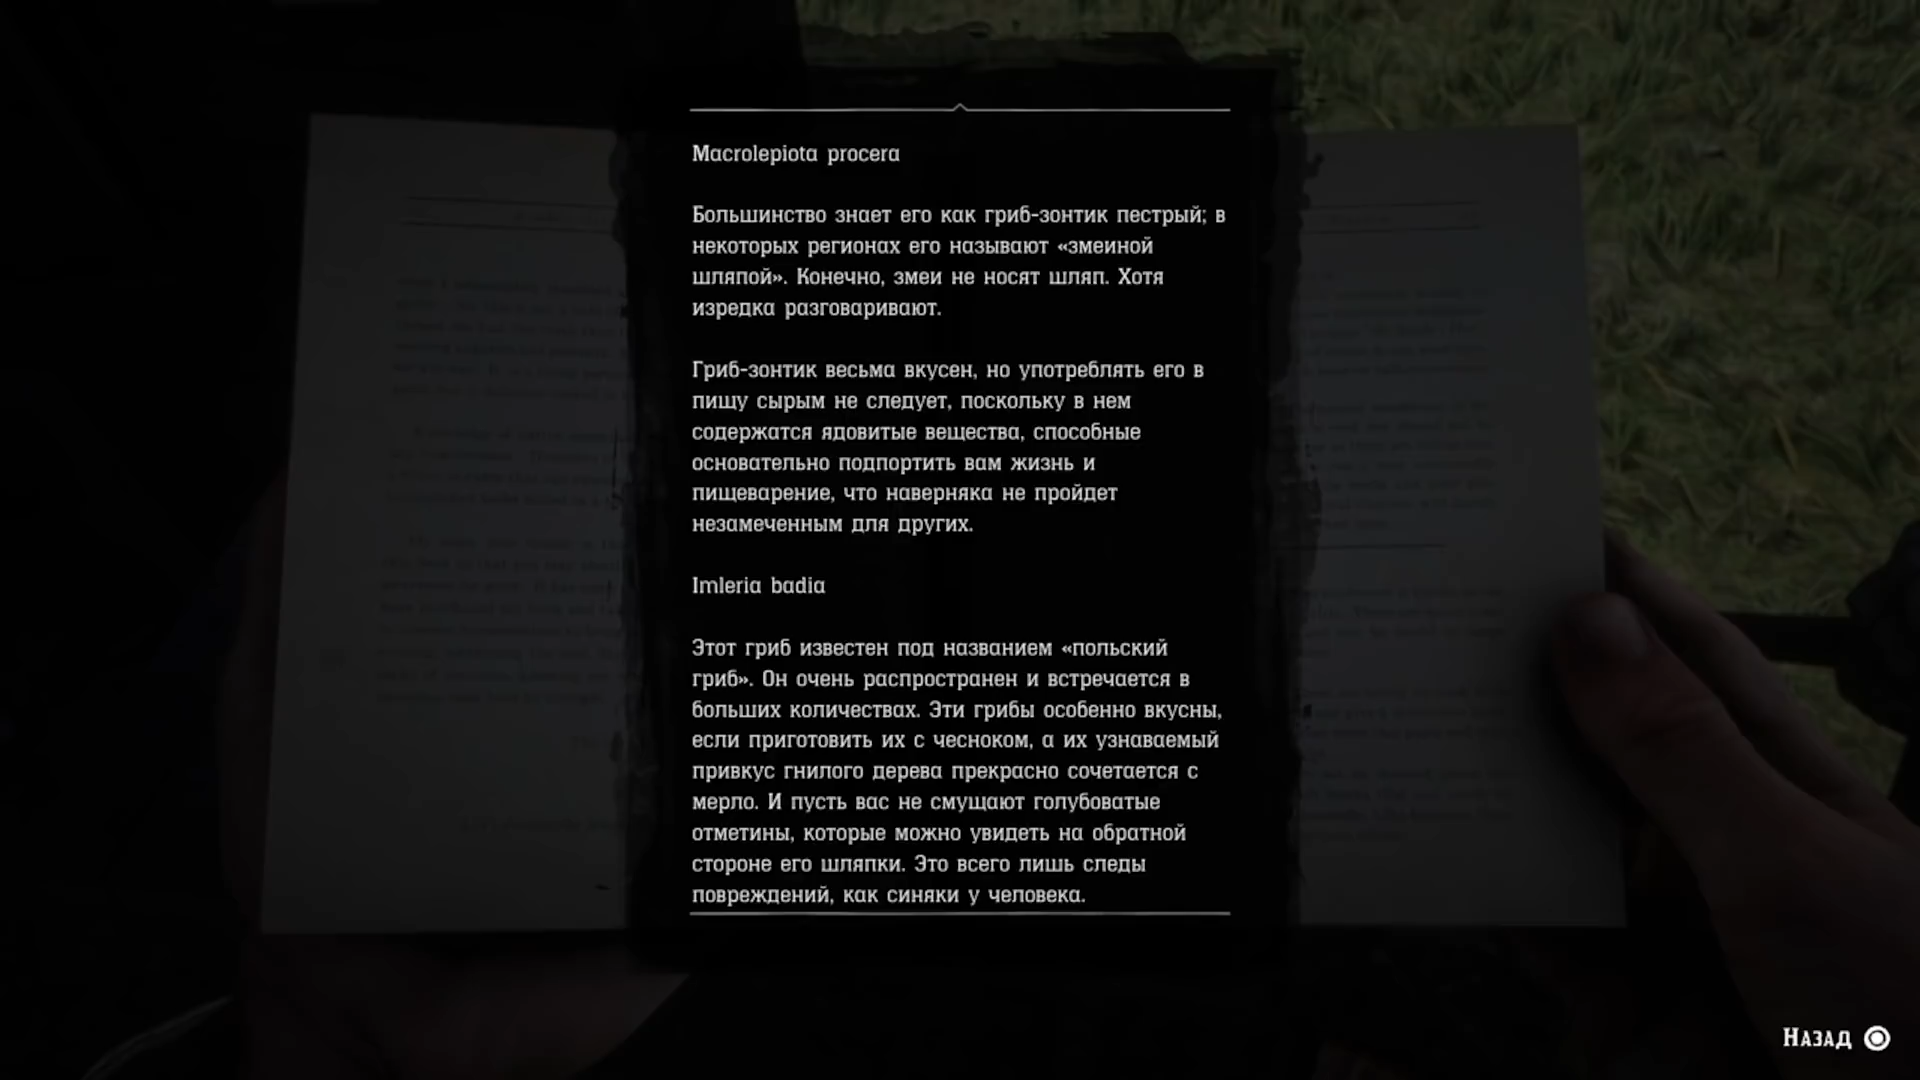 Macrolepiota procera
Большинство знает его как гриб-зонтик пестрый; в
некоторых регионах его называют «змеиной
шляпой». Конечно, змеи не носят шляп. Хотя
изредка разговаривают.
Гриб-зонтик весьма вкусен, но употреблять его в
пищу сырым не следует, поскольку в нем
содержатся ядовитые вещества, способные
основательно подпортить вам жизнь и
пищеварение, что наверняка не пройдет
незамеченным для других.
Imleria badia
Этот гриб известен под названием «польский
гриб». Он очень распространен и встречается в
больших количествах. Эти грибы особенно вкусны,
если приготовить их с чесноком, а их узнаваемый
привкус гнилого дерева прекрасно сочетается с
мерло. И пусть вас не смущают голубоватые
отметины, которые можно увидеть на обратной
стороне его шляпки. Это всего лишь следы
повреждений, как синяки у человека.
Назад